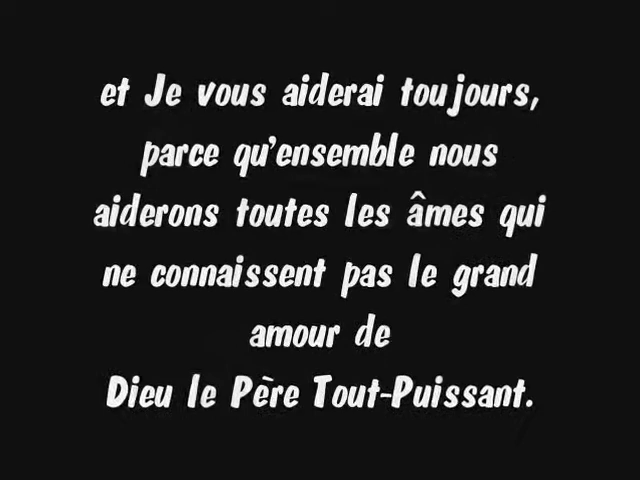 et Je vous aiderai toujours,
parce qu'ensemble nous
aiderons toutes les âmes qui
ne connaissent pas le grand
amour de
Dieu le Père Tout-Puissant.